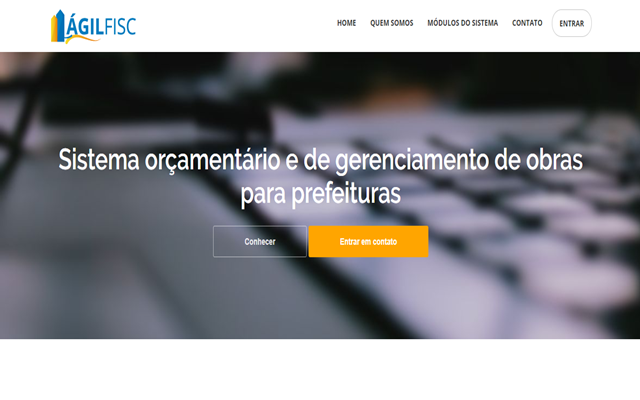 ÁGILFISC
HOME QUEM SOMOS MÓDULOS DO SISTEMA CONTATO ENTRAR
Sistema orçamentário e de gerenciamento de obras
para prefeituras
Conhecer Entrar em contato